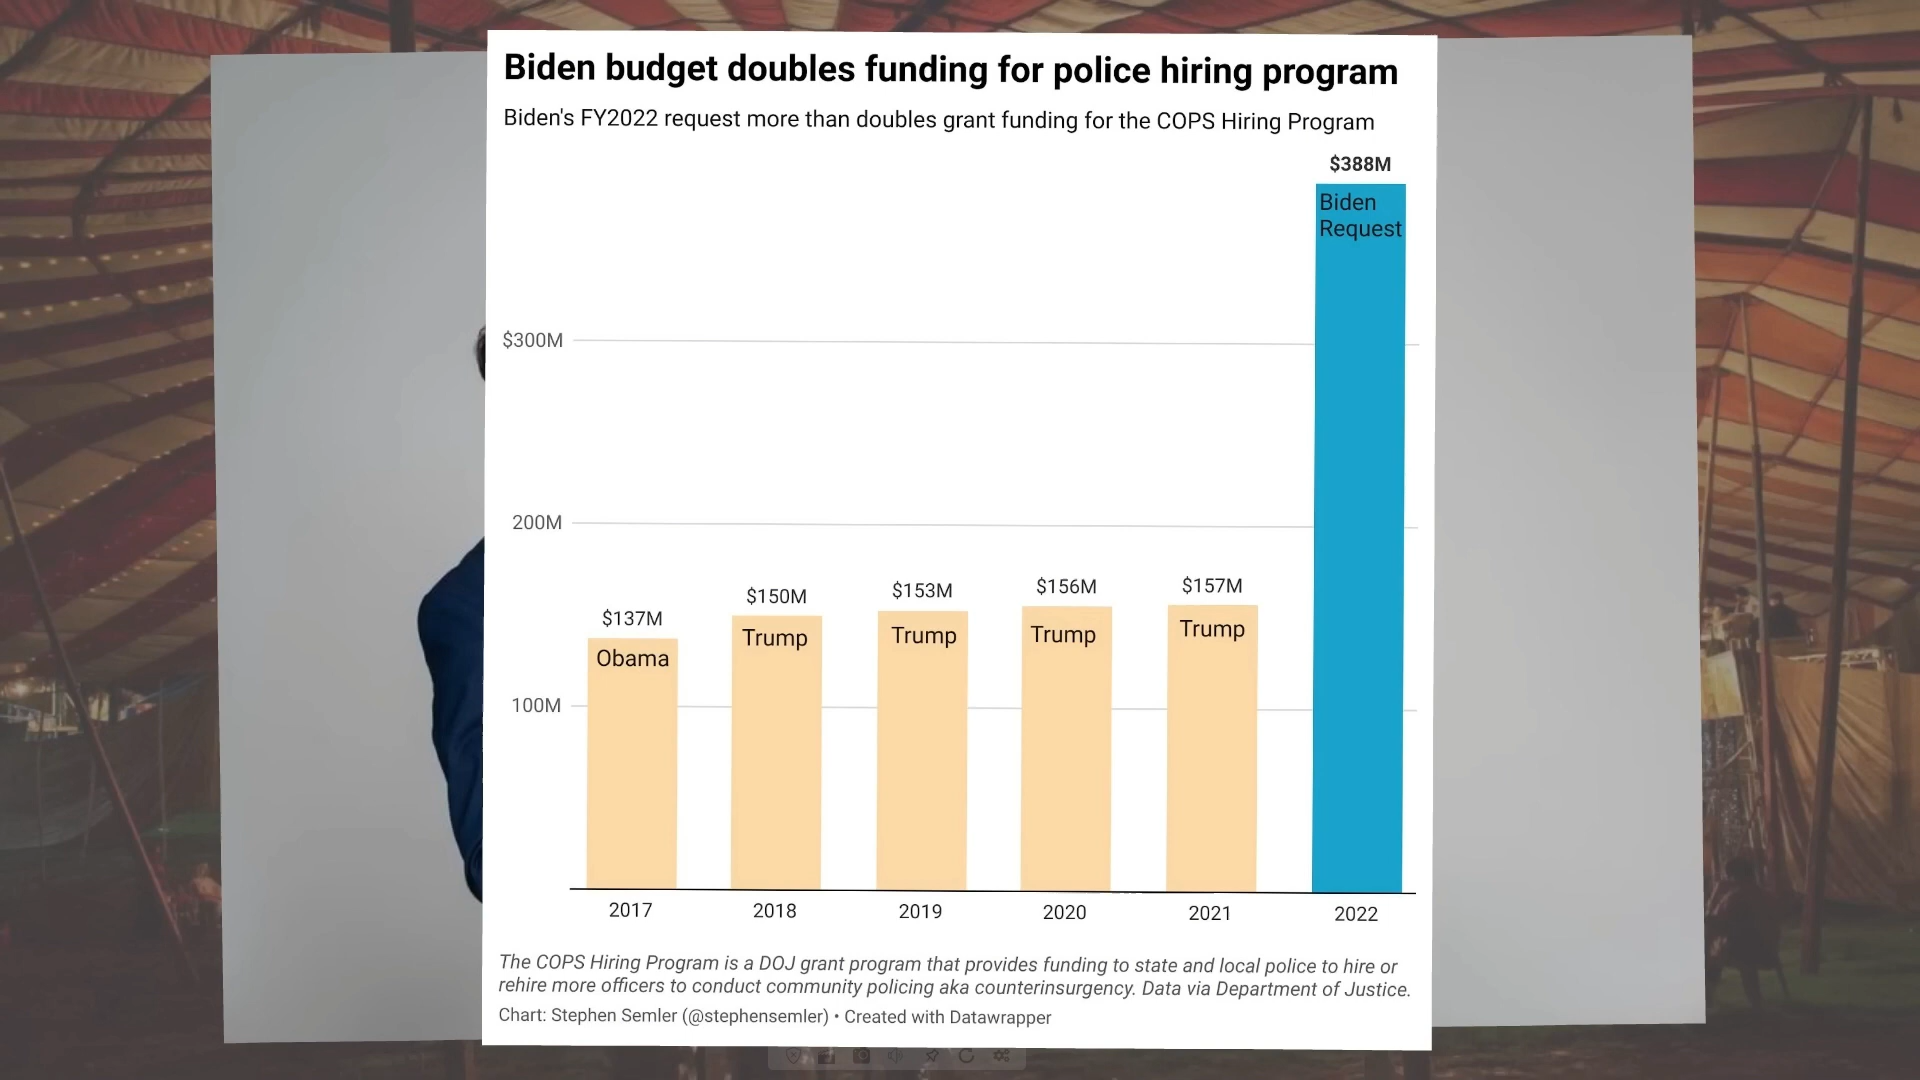 Biden budget doubles funding for police hiring program
Biden's FY2022 request more than doubles grant funding for the COPS Hiring Program
$388M
Biden
Request
$300M
200M
$137M
$150M
$153M
$156M
$157M
Obama
Trump
Trump
Trump
Trump
100M
2017
2018
2019
2020
2021
2022
The COPS Hiring Program is a DOJ grant program that provides funding to state and local police to hire or
rehire more officers to conduct community policing aka counterinsurgency. Data via Department of Justice.
Chart: Stephen Semler (@stephensemler) • Created with Datawrapper